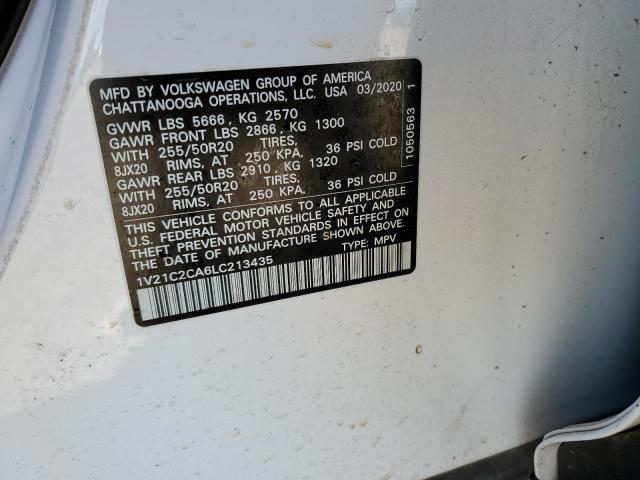 MFD BY VOLKSWAGEN GROUP OF AMERICA
CHATTANOOGA OPERATIONS, LLC. USA 03/2020
GVWR LBS 5666, KG 2570
GAWR FRONT LBS 2866, KG 1300
WITH 255/50R20 TIRES,
8JX20 RIMS, AT 250 KPA, 36 PSI COLD
GAWR REAR LBS 2910, KG 1320
WITH 255/50R20 TIRES,
8JX20 RIMS, AT 250 KPA, 36 PSI COLD
THIS VEHICLE CONFORMS TO ALL APPLICABLE
U.S. FEDERAL MOTOR VEHICLE SAFETY AND
THEFT PREVENTION STANDARDS IN EFFECT ON
THE DATE OF MANUFACTURE SHOWN ABOVE.
1V21C2CA6LC213435 TYPE: MPV
1050563 1